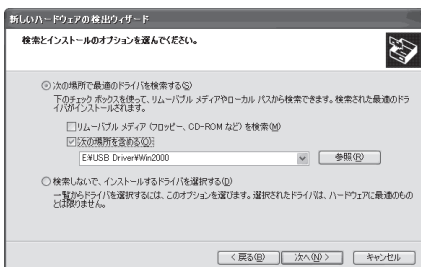 新しいハードウェアの検出ウィザード
検索とインストールのオプションを選んでください。
次の場所で最適のドライバを検索する(S)
下のチェック ボックスを使って、リムーバブル メディアやローカル パスから検索できます。検索された最適のドラ
イバがインストールされます。
リムーバブル メディア (フロッピー、CD-ROM など) を検索(M)
次の場所を含める(O):
E:¥USB Driver¥Win2000
参照(R)
検索しないで、インストールするドライバを選択する(D)
一覧からドライバを選択するには、このオプションを選びます。選択されたドライバは、ハードウェアに最適のもの
とは限りません。
< 戻る(B) 次へ(N) > キャンセル